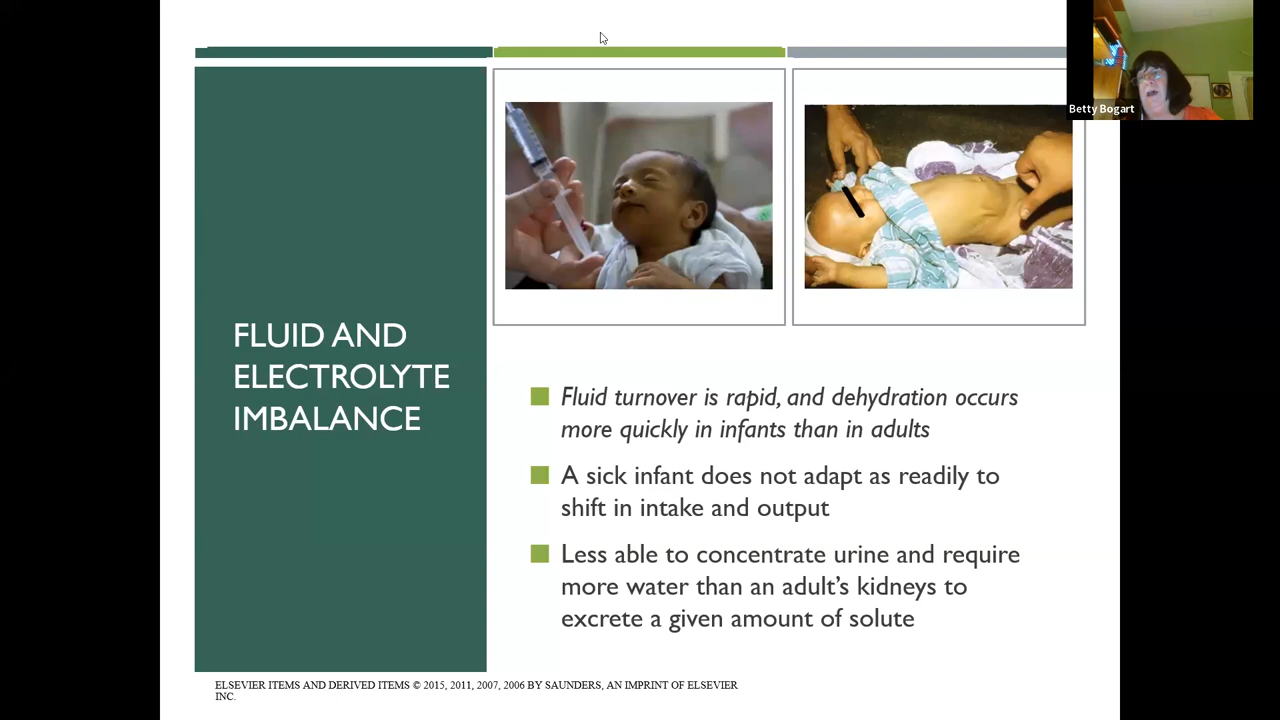 Betty Bogart
FLUID AND
ELECTROLYTE
IMBALANCE
Fluid turnover is rapid, and dehydration occurs
more quickly in infants than in adults
A sick infant does not adapt as readily to
shift in intake and output
Less able to concentrate urine and require
more water than an adult’s kidneys to
excrete a given amount of solute
ELSEVIER ITEMS AND DERIVED ITEMS © 2015, 2011, 2007, 2006 BY SAUNDERS, AN IMPRINT OF ELSEVIER
INC.